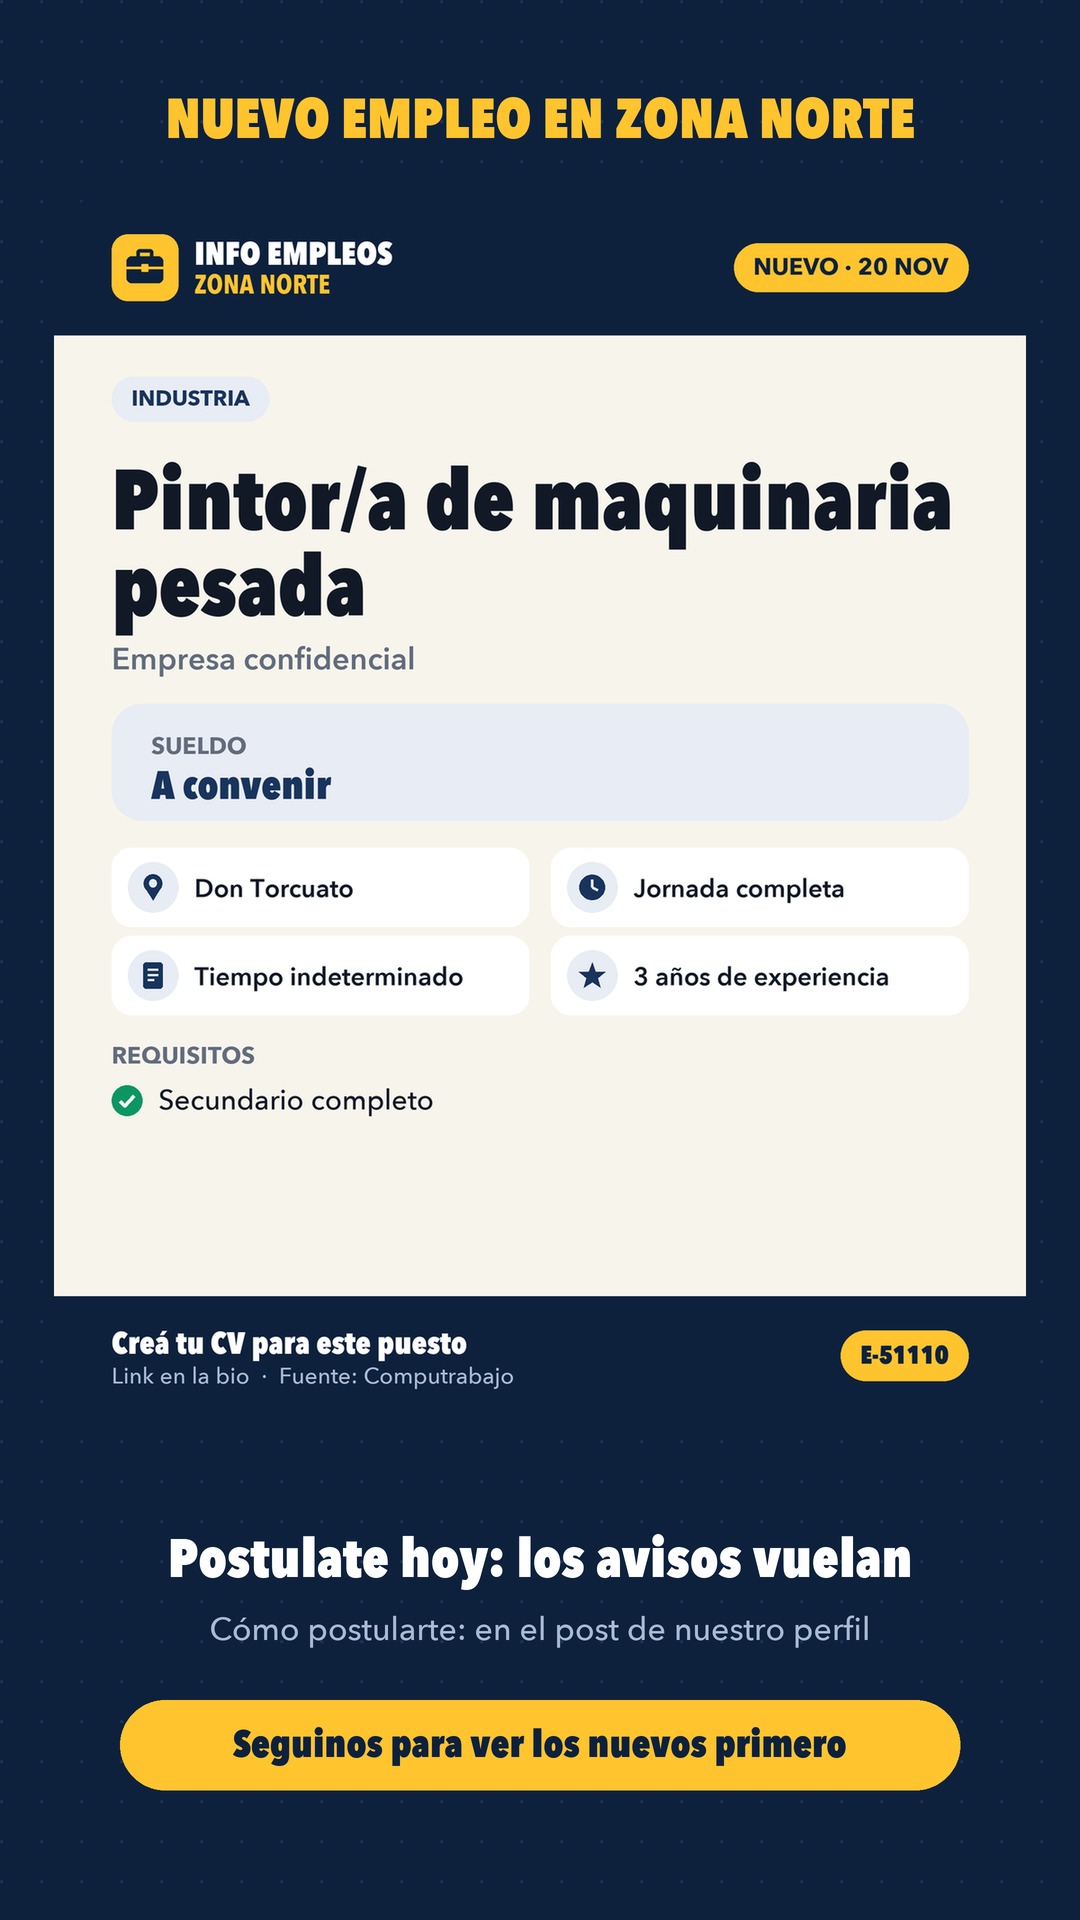 NUEVO EMPLEO EN ZONA NORTE
INFO EMPLEOS
ZONA NORTE
NUEVO · 20 NOV
INDUSTRIA
Pintor/a de maquinaria
pesada
Empresa confidencial
SUELDO
A convenir
Don Torcuato
Jornada completa
Tiempo indeterminado
3 años de experiencia
REQUISITOS
Secundario completo
Creá tu CV para este puesto
Link en la bio · Fuente: Computrabajo
E-51110
Postulate hoy: los avisos vuelan
Cómo postularte: en el post de nuestro perfil
Seguinos para ver los nuevos primero